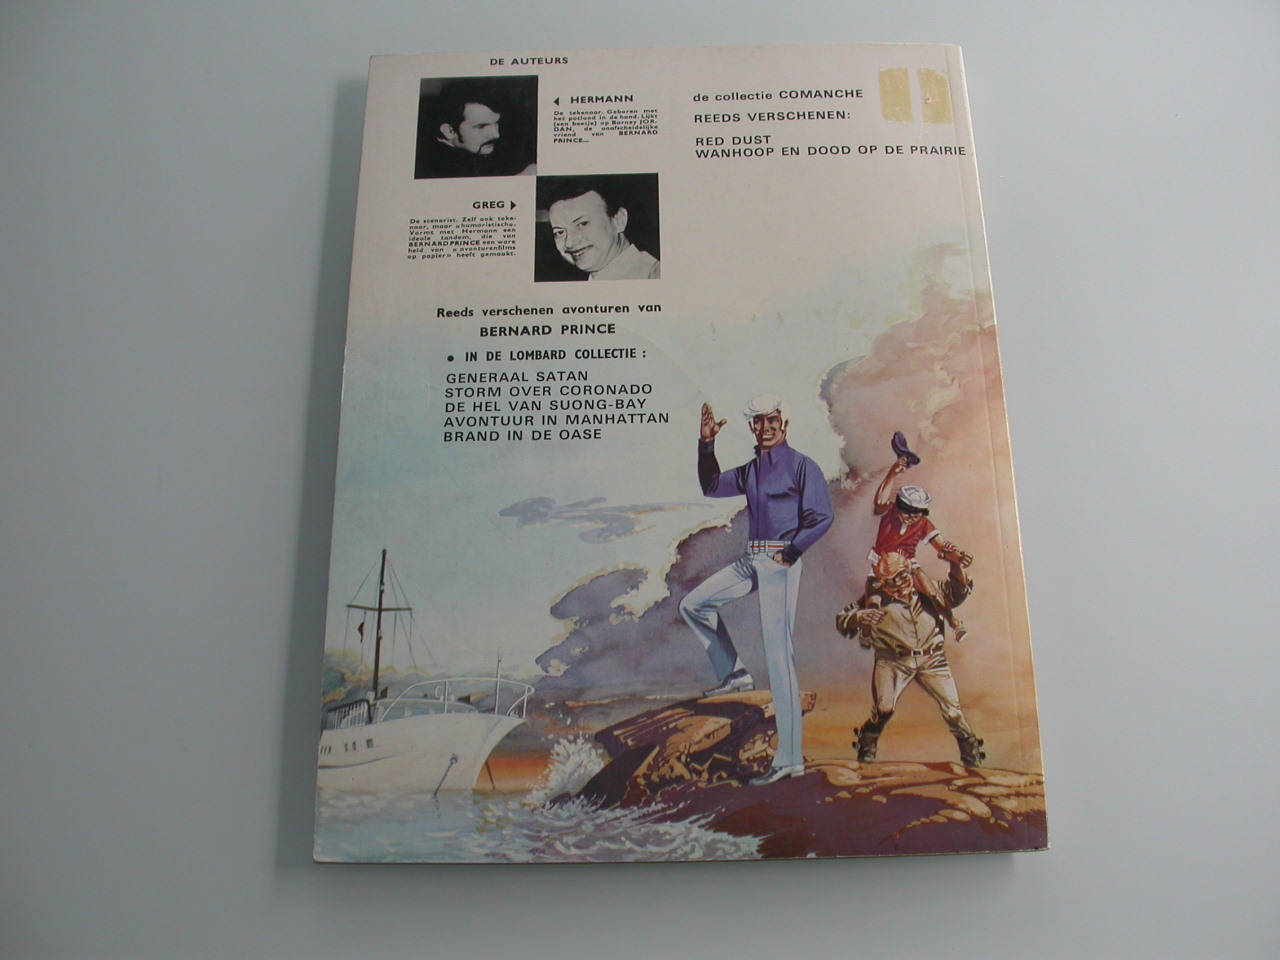 DE AUTEURS
HERMANN
De tekenaar. Geboren met
het potlood in de hand. Lijkt
(een beetje) op Barney JOR-
DAN, de onafscheidelijke
vriend van BERNARD
PRINCE...
GREG
De scenarist. Zelf ook teke-
naar, maar «humoristisch».
Vormt met Hermann een
ideale tandem, die van
BERNARD PRINCE een ware
held van «avonturenfilms
op papier» heeft gemaakt.
de collectie COMANCHE
REEDS VERSCHENEN:
RED DUST
WANHOOP EN DOOD OP DE PRAIRIE
Reeds verschenen avonturen van
BERNARD PRINCE
• IN DE LOMBARD COLLECTIE :
GENERAAL SATAN
STORM OVER CORONADO
DE HEL VAN SUONG-BAY
AVONTUUR IN MANHATTAN
BRAND IN DE OASE